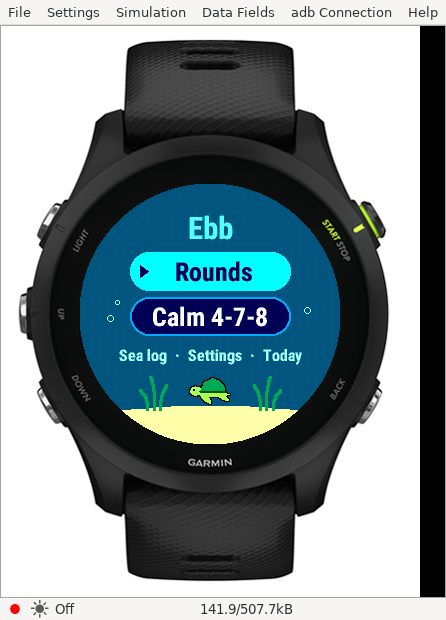 File Settings Simulation Data Fields adb Connection Help
LIGHT
START STOP
UP
DOWN
BACK
Ebb
Rounds
Calm 4-7-8
Sea log · Settings · Today
GARMIN
Off 141.9/507.7kB